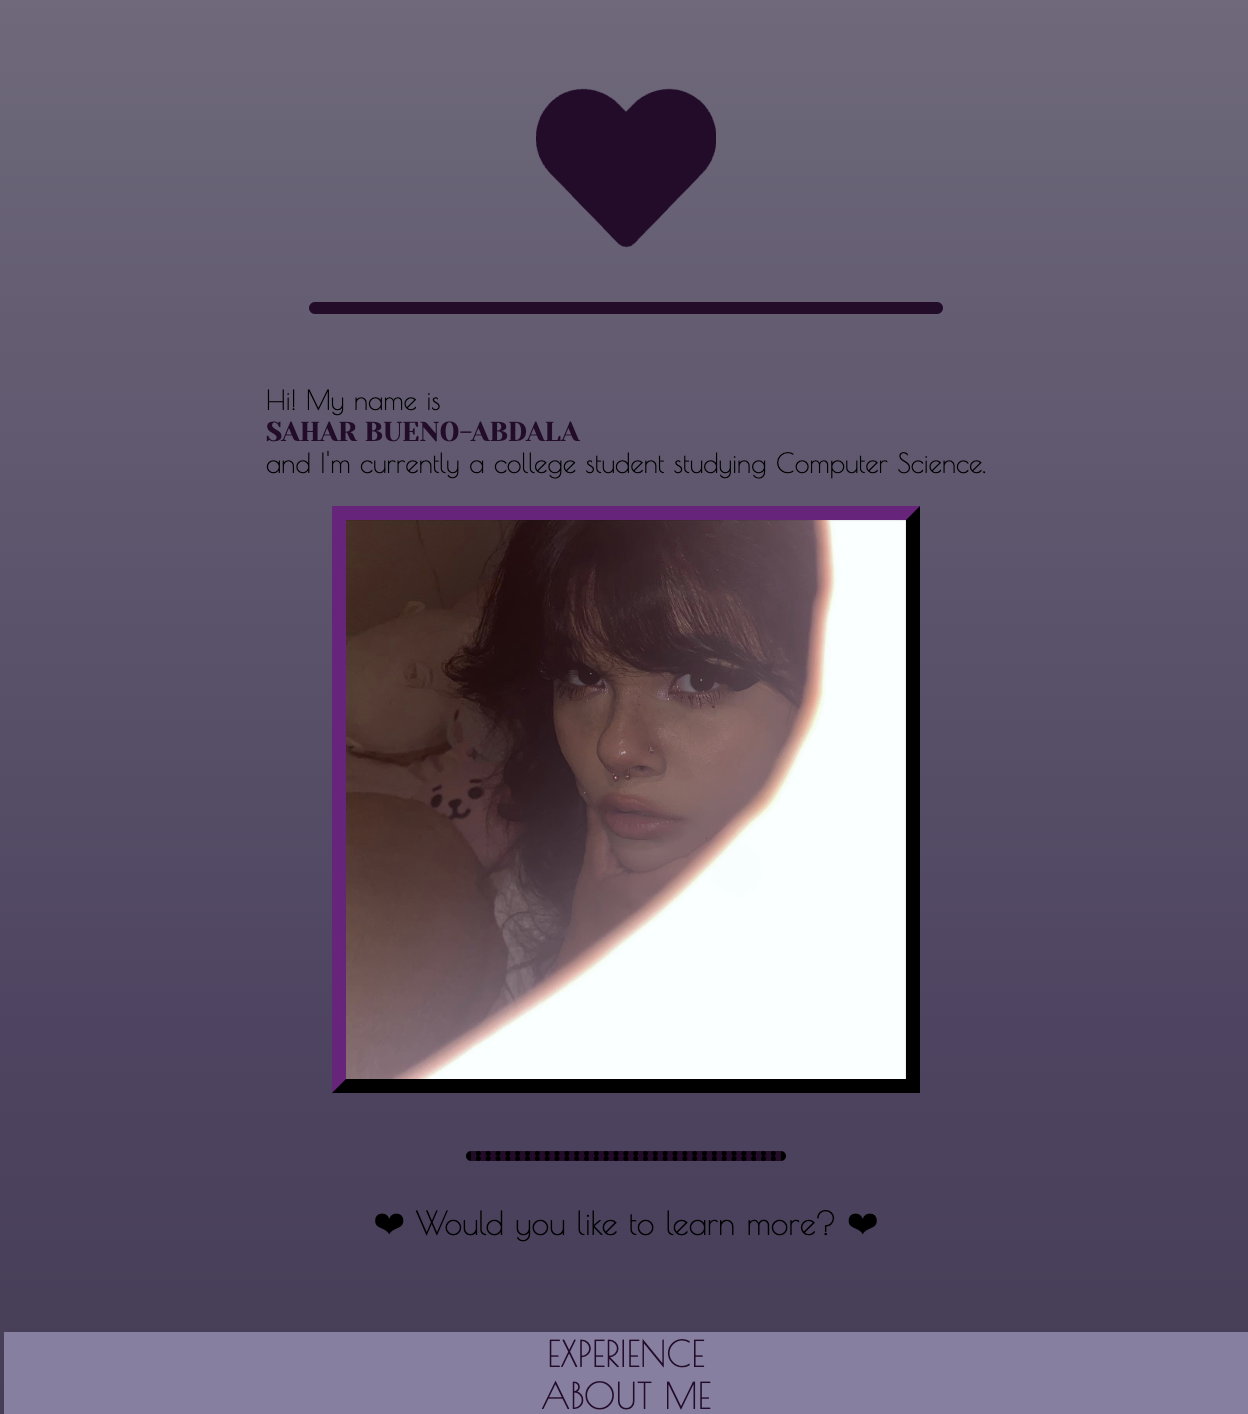 Hi! My name is
SAHAR BUENO-ABDALA
and I'm currently a college student studying Computer Science.
❤ Would you like to learn more? ❤
EXPERIENCE
ABOUT ME